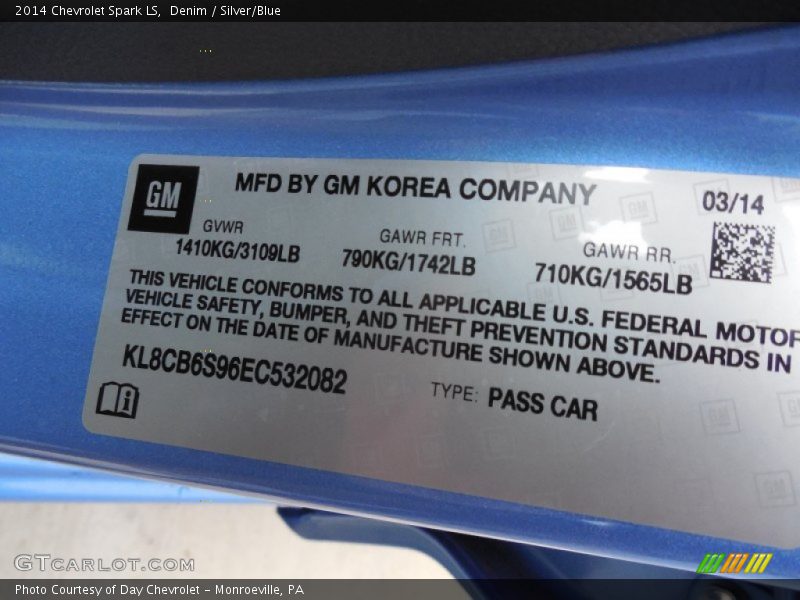 2014 Chevrolet Spark LS, Denim / Silver/Blue
GM
MFD BY GM KOREA COMPANY
03/14
GVWR
1410KG/3109LB
GAWR FRT.
790KG/1742LB
GAWR RR.
710KG/1565LB
THIS VEHICLE CONFORMS TO ALL APPLICABLE U.S. FEDERAL MOTOR
VEHICLE SAFETY, BUMPER, AND THEFT PREVENTION STANDARDS IN
EFFECT ON THE DATE OF MANUFACTURE SHOWN ABOVE.
KL8CB6S96EC532082
TYPE: PASS CAR
GTCARLOT.COM
Photo Courtesy of Day Chevrolet - Monroeville, PA